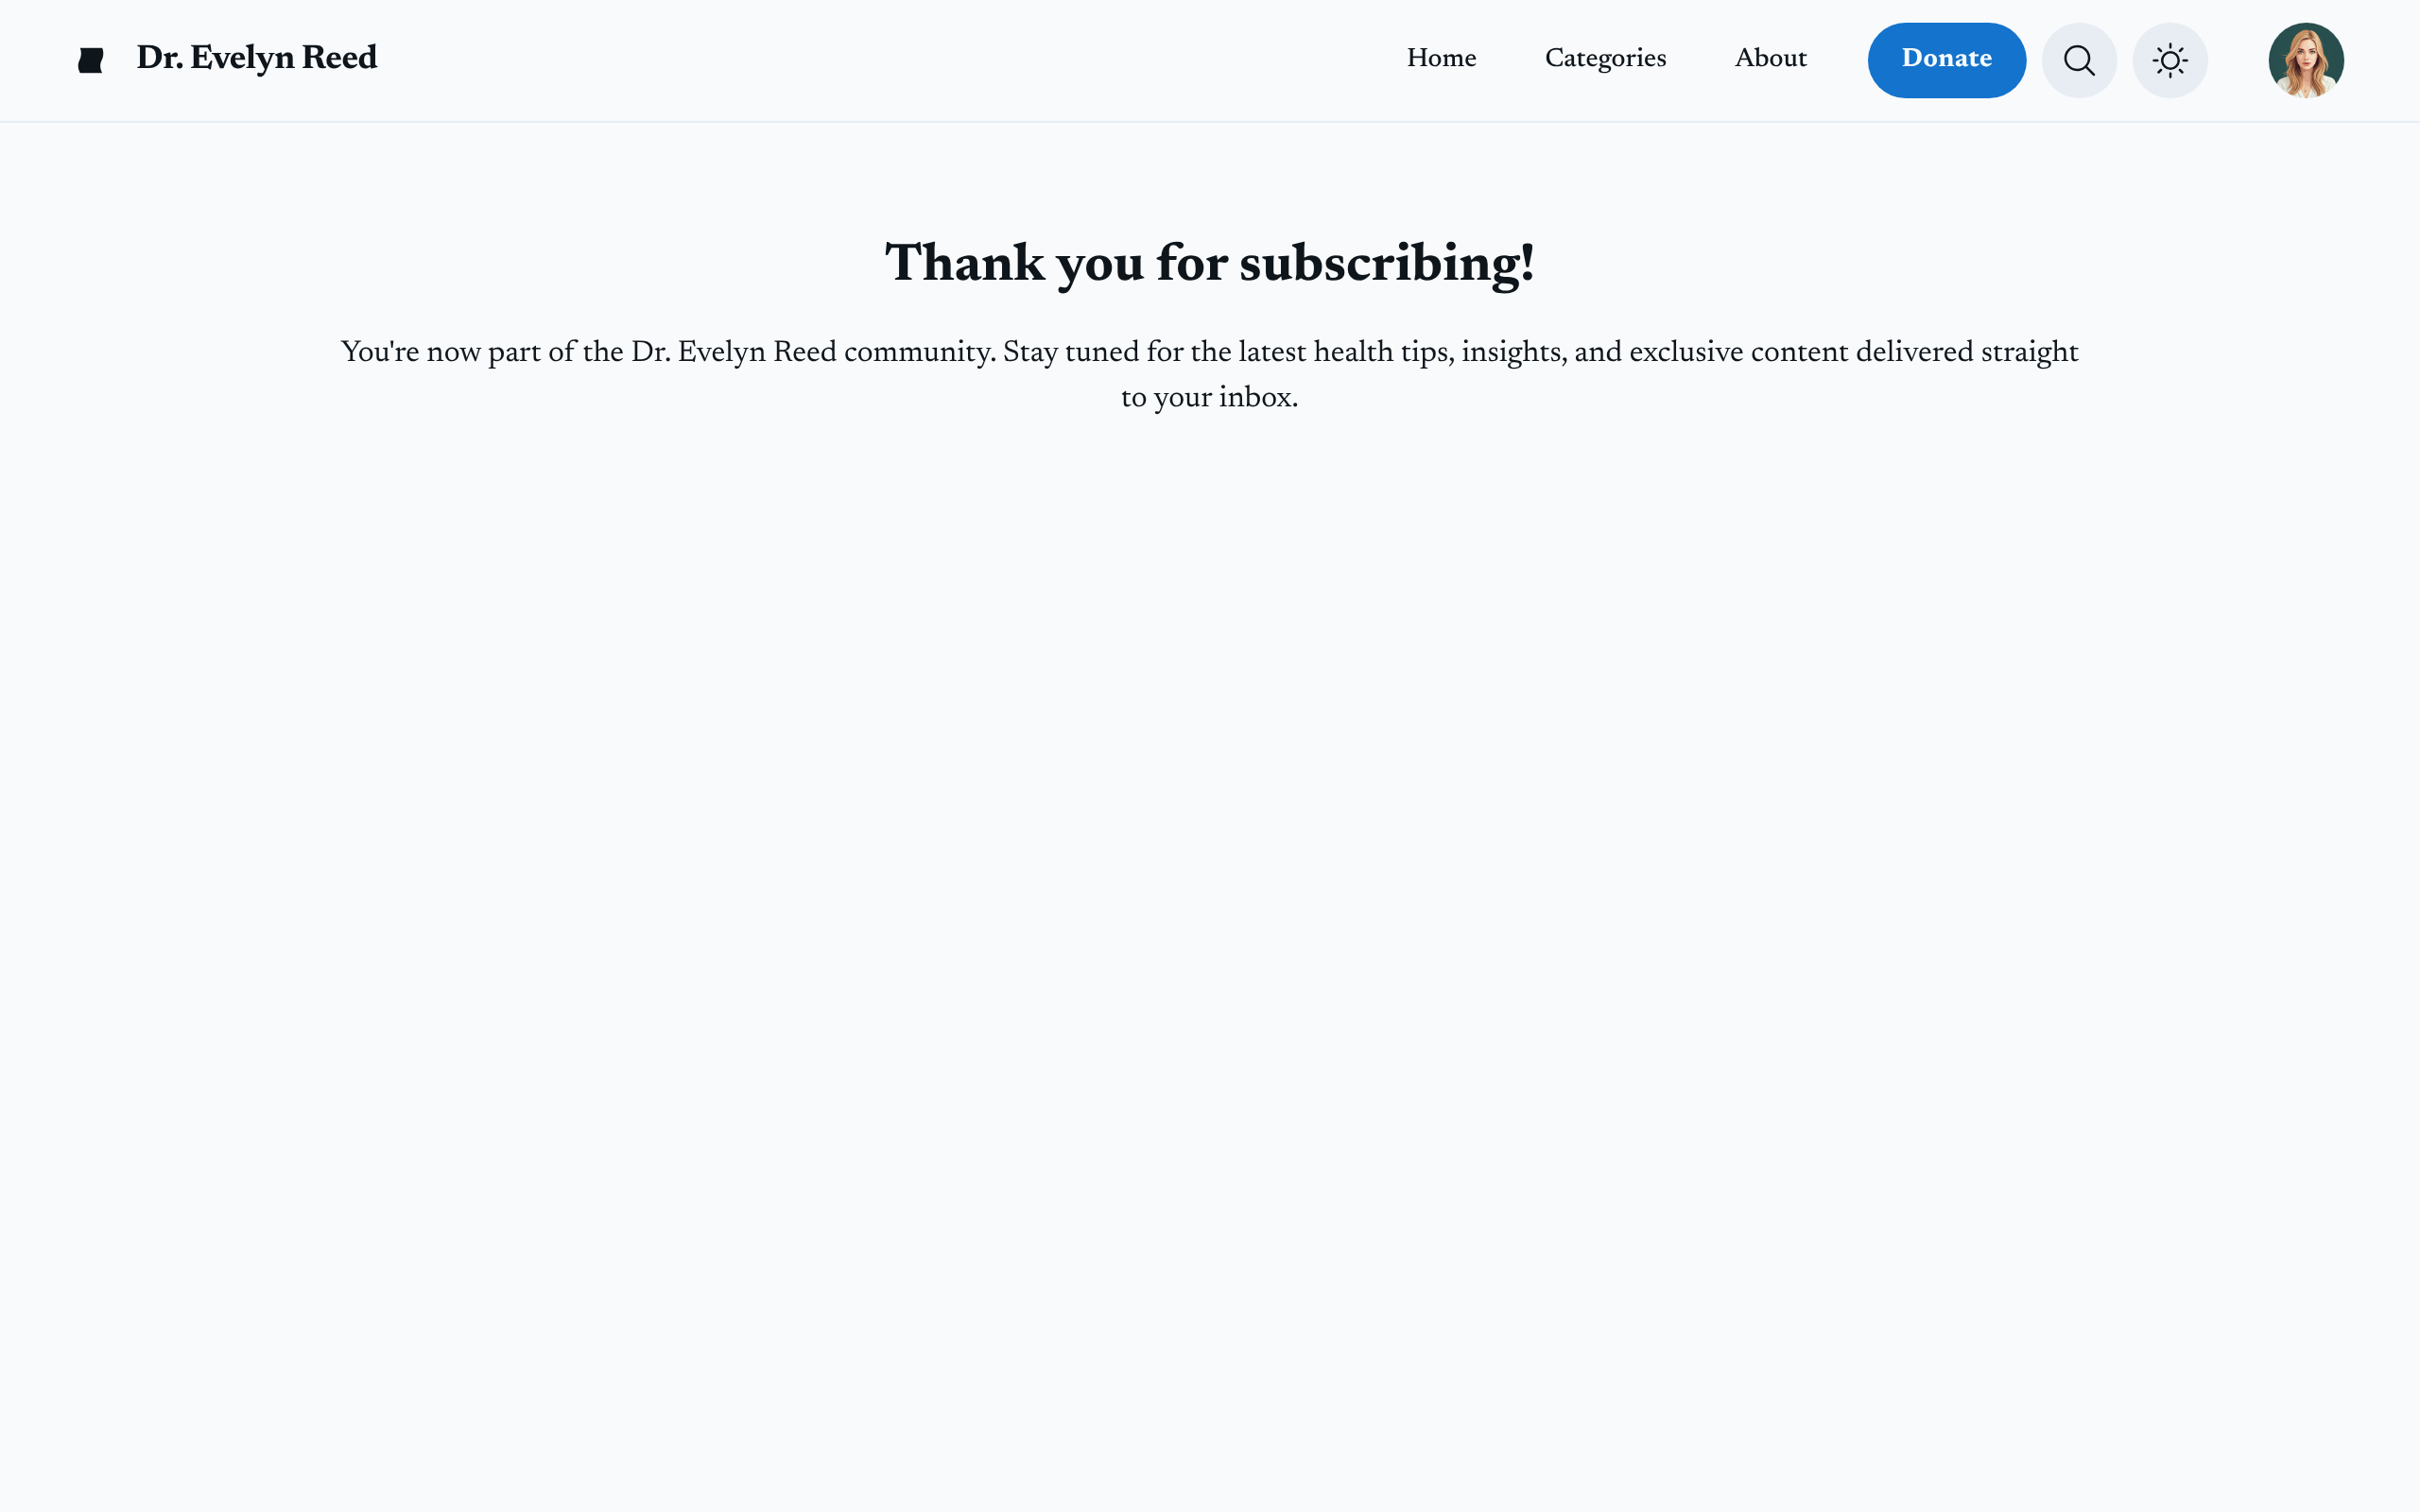 Dr. Evelyn Reed
Home
Categories
About
Donate
Thank you for subscribing!
You're now part of the Dr. Evelyn Reed community. Stay tuned for the latest health tips, insights, and exclusive content delivered straight
to your inbox.